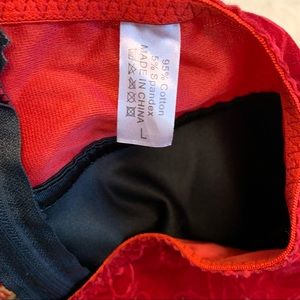 95% Cotton
5% Spandex
MADE IN CHINA
L